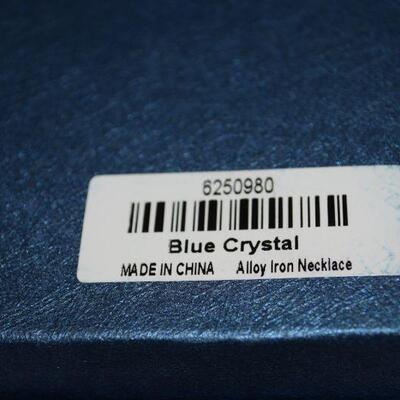 6250980
Blue Crystal
MADE IN CHINA Alloy Iron Necklace